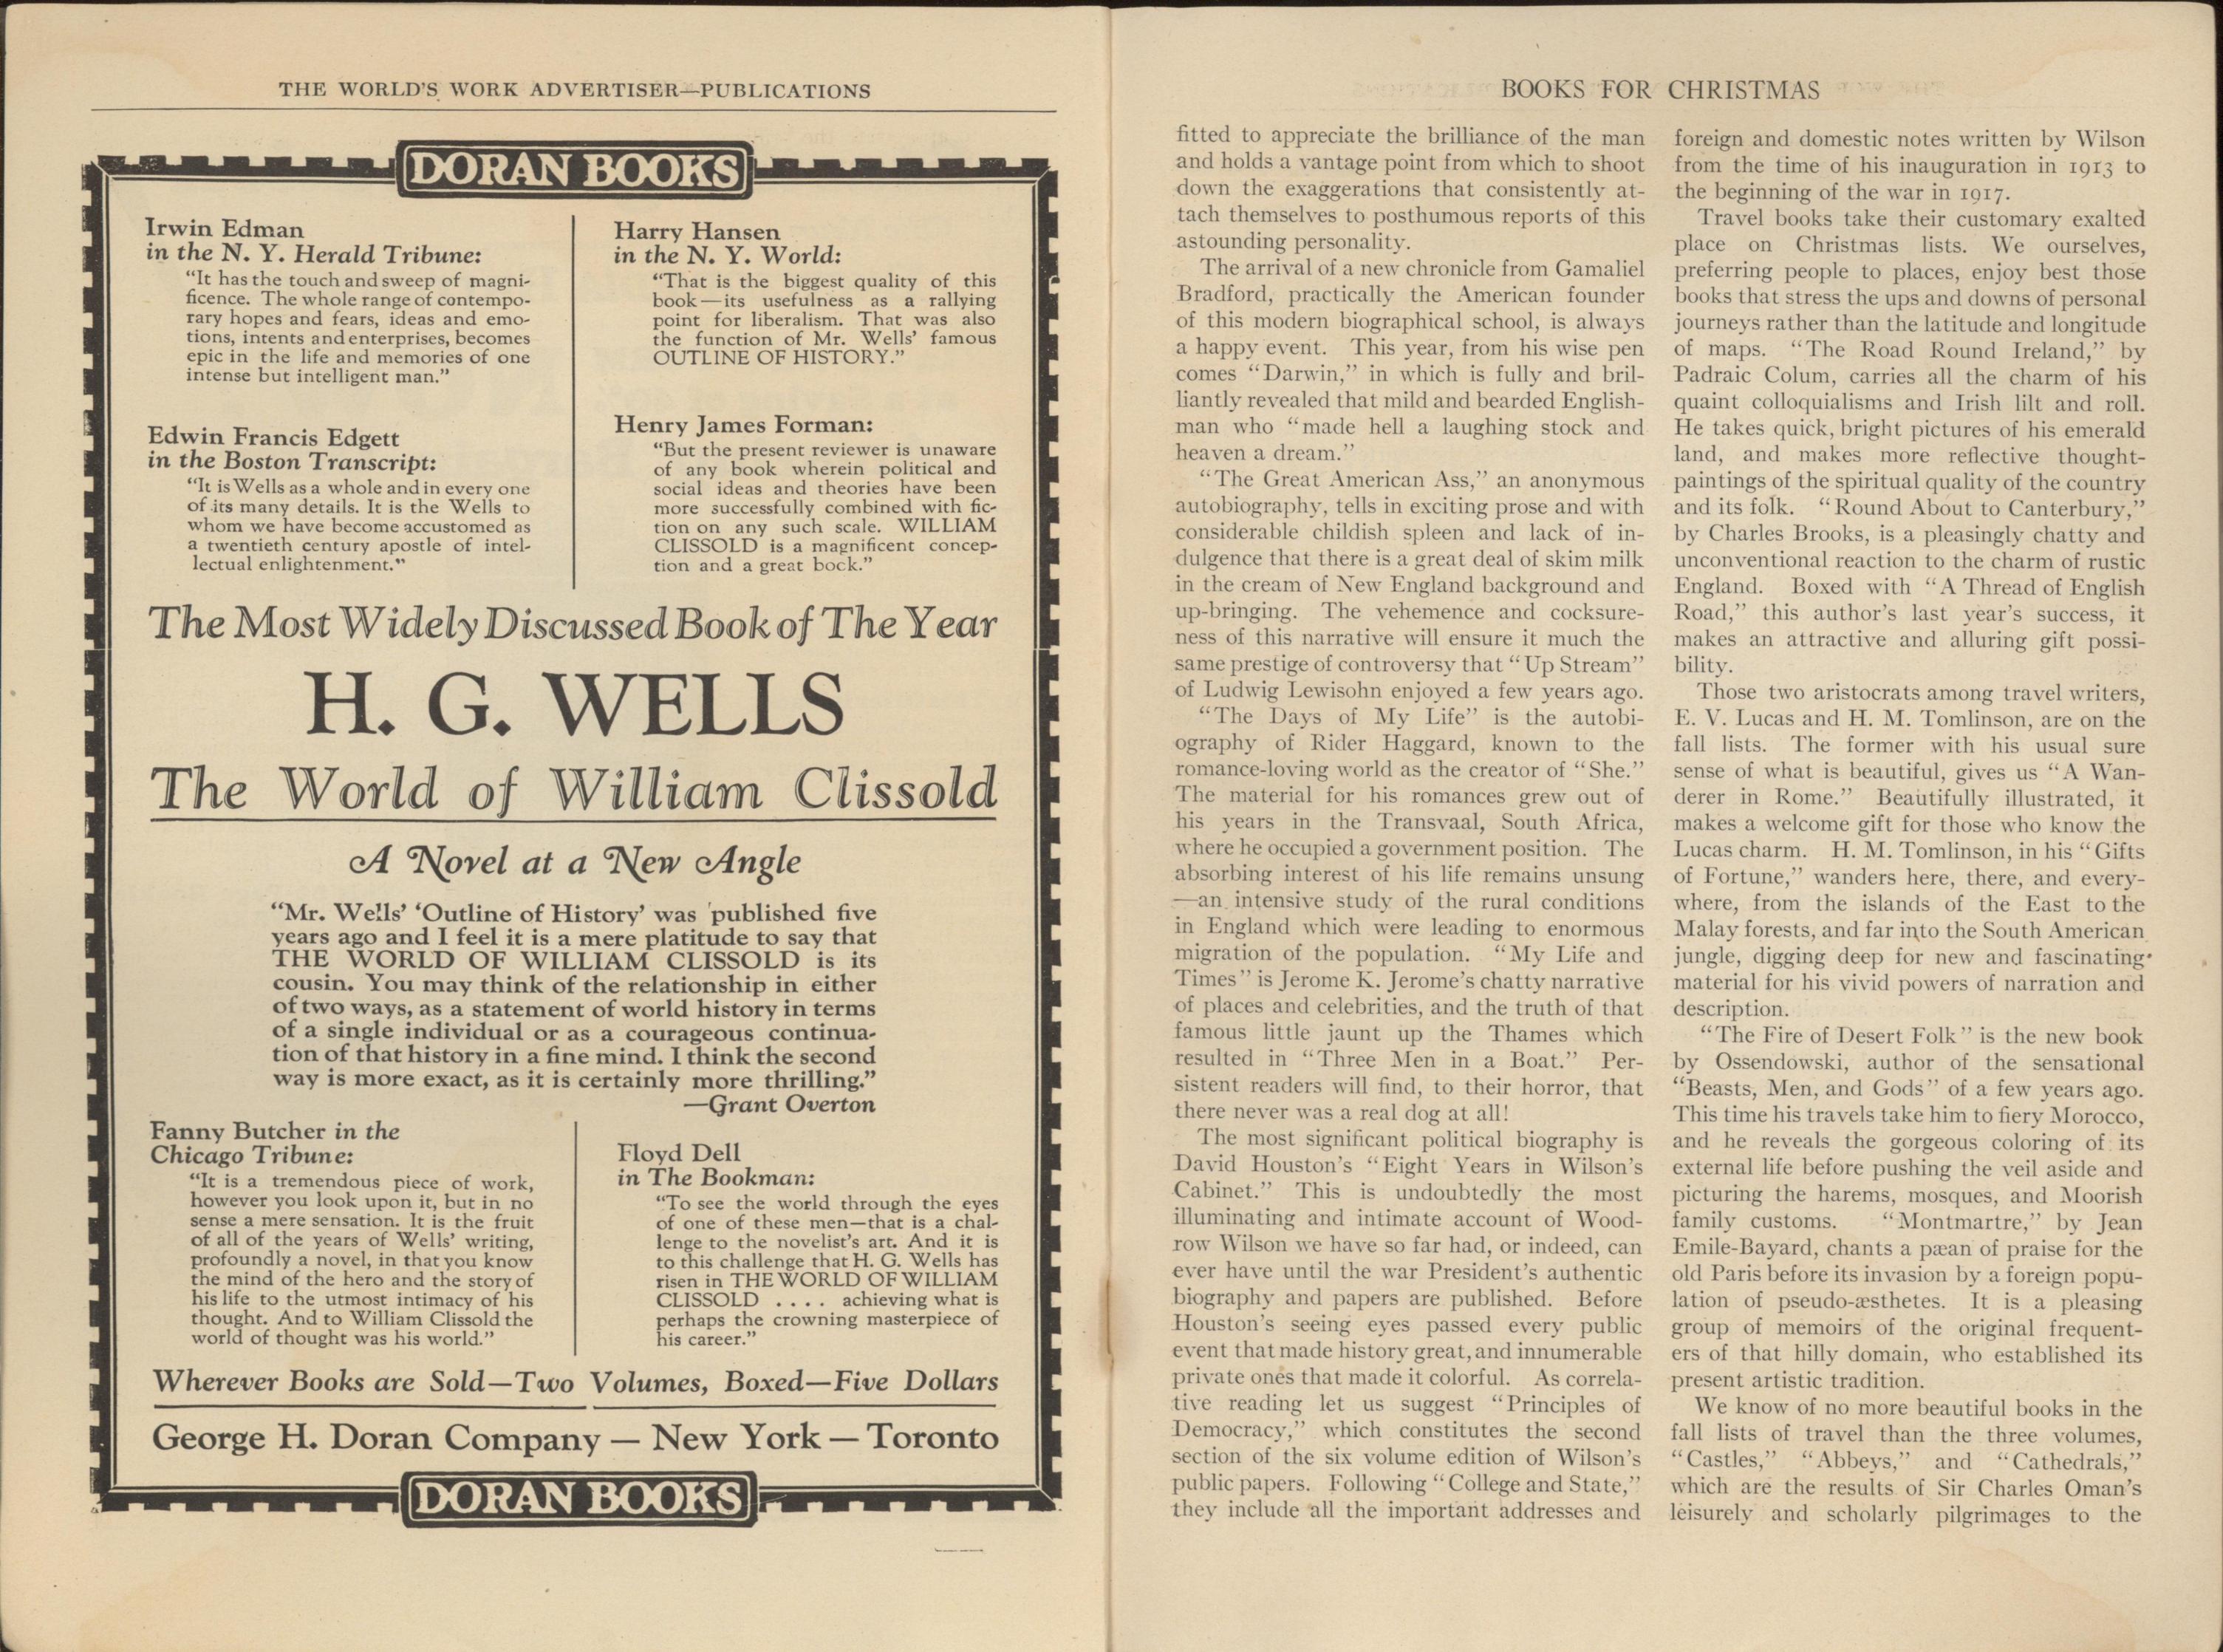 THE WORLD'S WORK ADVERTISER—PUBLICATIONS
DORAN BOOKS
Irwin Edman
in the N. Y. Herald Tribune:
“It has the touch and sweep of magni-
ficence. The whole range of contempo-
rary hopes and fears, ideas and emo-
tions, intents and enterprises, becomes
epic in the life and memories of one
intense but intelligent man.”
Edwin Francis Edgett
in the Boston Transcript:
“It is Wells as a whole and in every one
of its many details. It is the Wells to
whom we have become accustomed as
a twentieth century apostle of intel-
lectual enlightenment.”
Harry Hansen
in the N. Y. World:
“That is the biggest quality of this
book—its usefulness as a rallying
point for liberalism. That was also
the function of Mr. Wells’ famous
OUTLINE OF HISTORY.”
Henry James Forman:
“But the present reviewer is unaware
of any book wherein political and
social ideas and theories have been
more successfully combined with fic-
tion on any such scale. WILLIAM
CLISSOLD is a magnificent concep-
tion and a great bock.”
The Most Widely Discussed Book of The Year
H. G. WELLS
The World of William Clissold
A Novel at a New Angle
“Mr. Wells’ ‘Outline of History’ was published five
years ago and I feel it is a mere platitude to say that
THE WORLD OF WILLIAM CLISSOLD is its
cousin. You may think of the relationship in either
of two ways, as a statement of world history in terms
of a single individual or as a courageous continua-
tion of that history in a fine mind. I think the second
way is more exact, as it is certainly more thrilling.”
—Grant Overton
Fanny Butcher in the
Chicago Tribune:
“It is a tremendous piece of work,
however you look upon it, but in no
sense a mere sensation. It is the fruit
of all of the years of Wells’ writing,
profoundly a novel, in that you know
the mind of the hero and the story of
his life to the utmost intimacy of his
thought. And to William Clissold the
world of thought was his world.”
Floyd Dell
in The Bookman:
“To see the world through the eyes
of one of these men—that is a chal-
lenge to the novelist’s art. And it is
to this challenge that H. G. Wells has
risen in THE WORLD OF WILLIAM
CLISSOLD .... achieving what is
perhaps the crowning masterpiece of
his career.”
Wherever Books are Sold—Two Volumes, Boxed—Five Dollars
George H. Doran Company — New York — Toronto
DORAN BOOKS
BOOKS FOR CHRISTMAS
fitted to appreciate the brilliance of the man
and holds a vantage point from which to shoot
down the exaggerations that consistently at-
tach themselves to posthumous reports of this
astounding personality.
The arrival of a new chronicle from Gamaliel
Bradford, practically the American founder
of this modern biographical school, is always
a happy event. This year, from his wise pen
comes “Darwin,” in which is fully and bril-
liantly revealed that mild and bearded English-
man who “made hell a laughing stock and
heaven a dream.”
“The Great American Ass,” an anonymous
autobiography, tells in exciting prose and with
considerable childish spleen and lack of in-
dulgence that there is a great deal of skim milk
in the cream of New England background and
up-bringing. The vehemence and cocksure-
ness of this narrative will ensure it much the
same prestige of controversy that “Up Stream”
of Ludwig Lewisohn enjoyed a few years ago.
“The Days of My Life” is the autobi-
ography of Rider Haggard, known to the
romance-loving world as the creator of “She.”
The material for his romances grew out of
his years in the Transvaal, South Africa,
where he occupied a government position. The
absorbing interest of his life remains unsung
—an intensive study of the rural conditions
in England which were leading to enormous
migration of the population. “My Life and
Times” is Jerome K. Jerome’s chatty narrative
of places and celebrities, and the truth of that
famous little jaunt up the Thames which
resulted in “Three Men in a Boat.” Per-
sistent readers will find, to their horror, that
there never was a real dog at all!
The most significant political biography is
David Houston’s “Eight Years in Wilson’s
Cabinet.” This is undoubtedly the most
illuminating and intimate account of Wood-
row Wilson we have so far had, or indeed, can
ever have until the war President’s authentic
biography and papers are published. Before
Houston’s seeing eyes passed every public
event that made history great, and innumerable
private ones that made it colorful. As correla-
tive reading let us suggest “Principles of
Democracy,” which constitutes the second
section of the six volume edition of Wilson’s
public papers. Following “College and State,”
they include all the important addresses and
foreign and domestic notes written by Wilson
from the time of his inauguration in 1913 to
the beginning of the war in 1917.
Travel books take their customary exalted
place on Christmas lists. We ourselves,
preferring people to places, enjoy best those
books that stress the ups and downs of personal
journeys rather than the latitude and longitude
of maps. “The Road Round Ireland,” by
Padraic Colum, carries all the charm of his
quaint colloquialisms and Irish lilt and roll.
He takes quick, bright pictures of his emerald
land, and makes more reflective thought-
paintings of the spiritual quality of the country
and its folk. “Round About to Canterbury,”
by Charles Brooks, is a pleasingly chatty and
unconventional reaction to the charm of rustic
England. Boxed with “A Thread of English
Road,” this author’s last year’s success, it
makes an attractive and alluring gift possi-
bility.
Those two aristocrats among travel writers,
E. V. Lucas and H. M. Tomlinson, are on the
fall lists. The former with his usual sure
sense of what is beautiful, gives us “A Wan-
derer in Rome.” Beautifully illustrated, it
makes a welcome gift for those who know the
Lucas charm. H. M. Tomlinson, in his “Gifts
of Fortune,” wanders here, there, and every-
where, from the islands of the East to the
Malay forests, and far into the South American
jungle, digging deep for new and fascinating
material for his vivid powers of narration and
description.
“The Fire of Desert Folk” is the new book
by Ossendowski, author of the sensational
“Beasts, Men, and Gods” of a few years ago.
This time his travels take him to fiery Morocco,
and he reveals the gorgeous coloring of its
external life before pushing the veil aside and
picturing the harems, mosques, and Moorish
family customs. “Montmartre,” by Jean
Emile-Bayard, chants a pæan of praise for the
old Paris before its invasion by a foreign popu-
lation of pseudo-æsthetes. It is a pleasing
group of memoirs of the original frequent-
ers of that hilly domain, who established its
present artistic tradition.
We know of no more beautiful books in the
fall lists of travel than the three volumes,
“Castles,” “Abbeys,” and “Cathedrals,”
which are the results of Sir Charles Oman’s
leisurely and scholarly pilgrimages to the